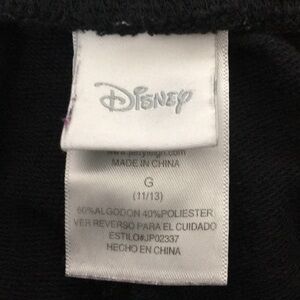 Disney
MADE IN CHINA
G
(11/13)
60%ALGODON 40%POLIESTER
VER REVERSO PARA EL CUIDADO
ESTILO#JP02337
HECHO EN CHINA